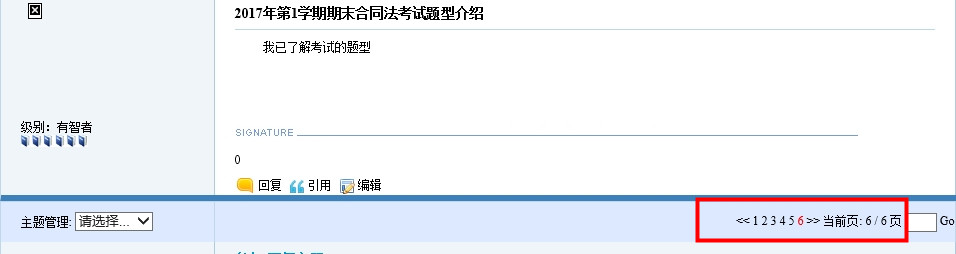 2017年第1学期期末合同法考试题型介绍
我已了解考试的题型
级别：有智者
SIGNATURE
0
回复 引用 编辑
主题管理: 请选择... << 1 2 3 4 5 6 >> 当前页: 6 / 6 页 Go